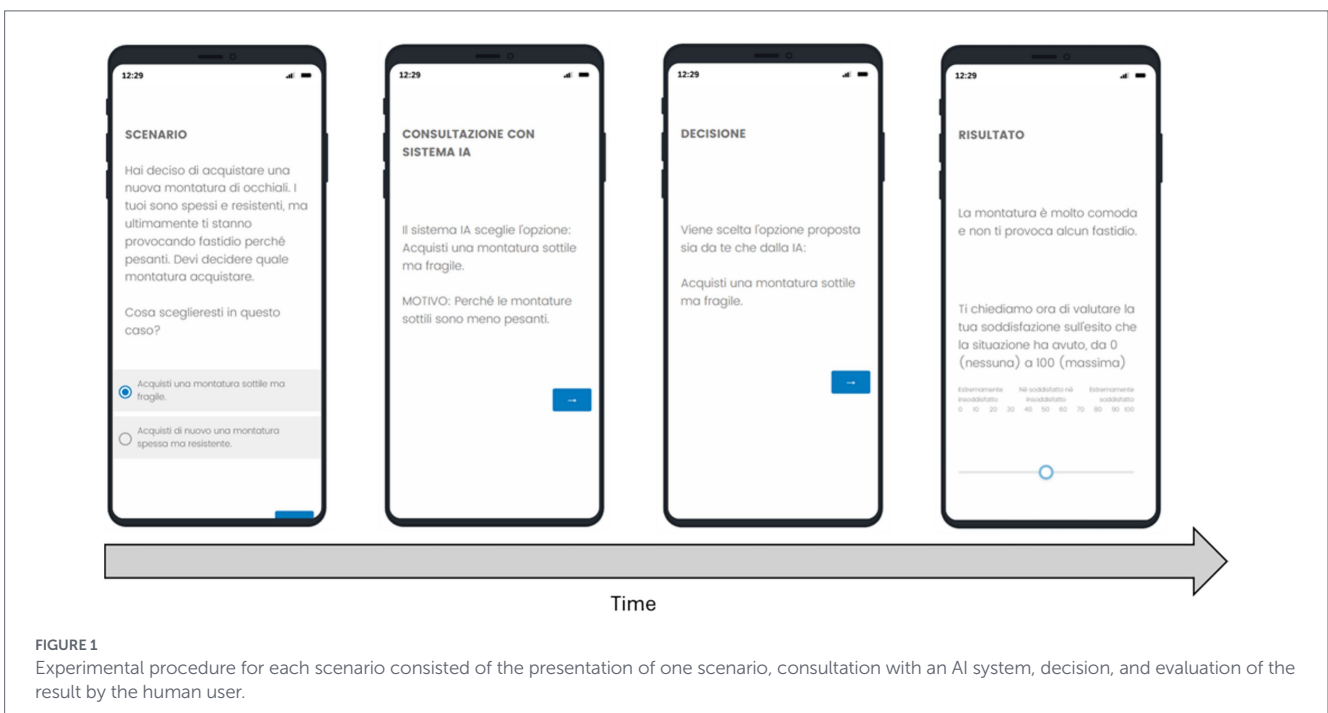 12:29
SCENARIO
Hai deciso di acquistare una
nuova montatura di occhiali. I
tuoi sono spessi e resistenti, ma
ultimamente ti stanno
provocando fastidio perché
pesanti. Devi decidere quale
montatura acquistare.
Cosa sceglieresti in questo
caso?
Acquisti una montatura sottile ma
fragile.
Acquisti di nuovo una montatura
spessa ma resistente.
12:29
CONSULTAZIONE CON
SISTEMA IA
Il sistema IA sceglie l'opzione:
Acquisti una montatura sottile
ma fragile.
MOTIVO: Perché le montature
sottili sono meno pesanti.
→
12:29
DECISIONE
Viene scelta l'opzione proposta
sia da te che dalla IA:
Acquisti una montatura sottile
ma fragile.
→
12:29
RISULTATO
La montatura è molto comoda
e non ti provoca alcun fastidio.
Ti chiediamo ora di valutare la
tua soddisfazione sull'esito che
la situazione ha avuto, da 0
(nessuna) a 100 (massima)
Estremamente Né soddisfatto né Estremamente
insoddisfatto insoddisfatto soddisfatto
0 10 20 30 40 50 60 70 80 90 100
Time
FIGURE 1
Experimental procedure for each scenario consisted of the presentation of one scenario, consultation with an AI system, decision, and evaluation of the
result by the human user.